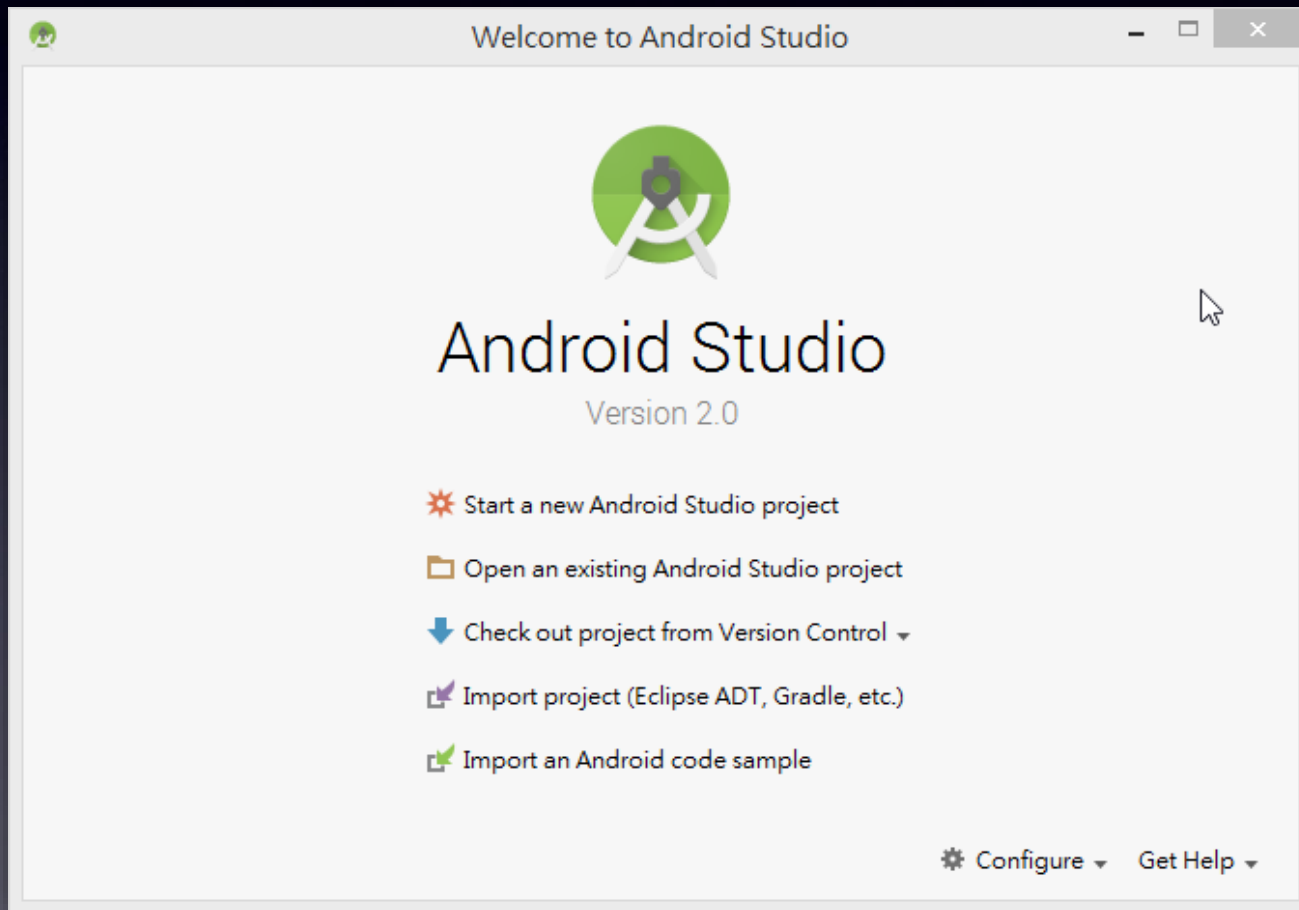 Welcome to Android Studio
Android Studio
Version 2.0
Start a new Android Studio project
Open an existing Android Studio project
Check out project from Version Control
Import project (Eclipse ADT, Gradle, etc.)
Import an Android code sample
Configure Get Help